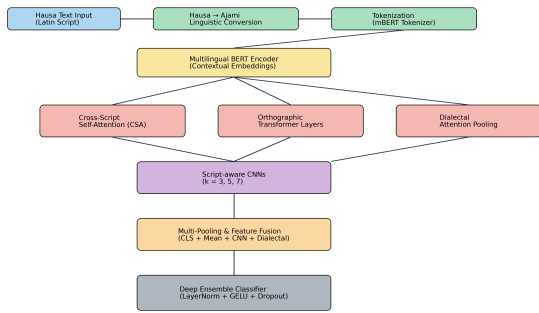 Hausa Text Input
(Latin Script)
Hausa → Ajami
Linguistic Conversion
Tokenization
(mBERT Tokenizer)
Multilingual BERT Encoder
(Contextual Embeddings)
Cross-Script
Self-Attention (CSA)
Orthographic
Transformer Layers
Dialectal
Attention Pooling
Script-aware CNNs
(k = 3, 5, 7)
Multi-Pooling & Feature Fusion
(CLS + Mean + CNN + Dialectal)
Deep Ensemble Classifier
(LayerNorm + GELU + Dropout)